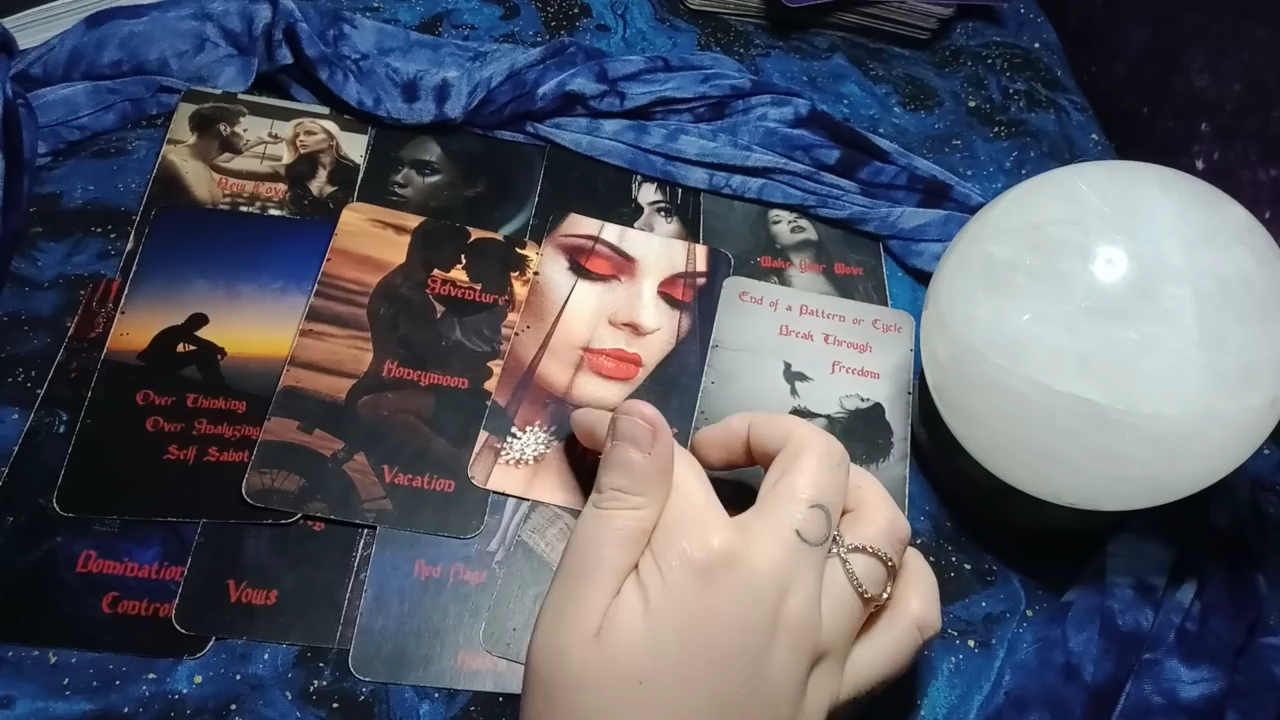 New Love
Make Your Move
End of a Pattern or Cycle
Break Through
Freedom
Adventure
Honeymoon
Vacation
Over Thinking
Over Analyzing
Self Sabot
Domination
Control
Vows
Red Flags